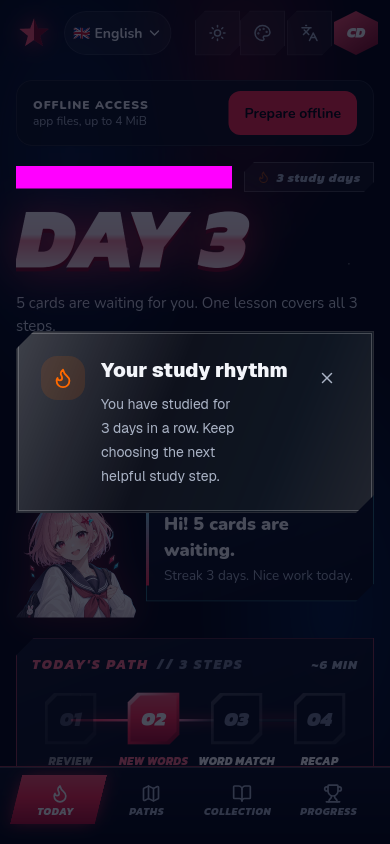 English
CD
OFFLINE ACCESS
app files, up to 4 MiB
Prepare offline
3 study days
DAY 3
5 cards are waiting for you. One lesson covers all 3
steps.
Your study rhythm
You have studied for
3 days in a row. Keep
choosing the next
helpful study step.
Hi! 5 cards are
waiting.
Streak 3 days. Nice work today.
TODAY'S PATH // 3 STEPS
~6 MIN
01
02
03
04
REVIEW
NEW WORDS
WORD MATCH
RECAP
TODAY
PATHS
COLLECTION
PROGRESS